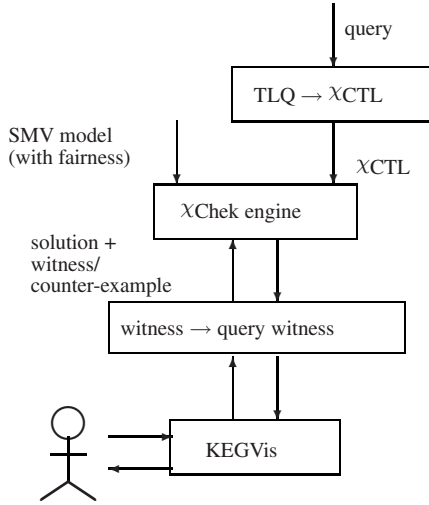 query
TLQ → χCTL
SMV model
(with fairness)
χCTL
χChek engine
solution +
witness/
counter-example
witness → query witness
KEGVis